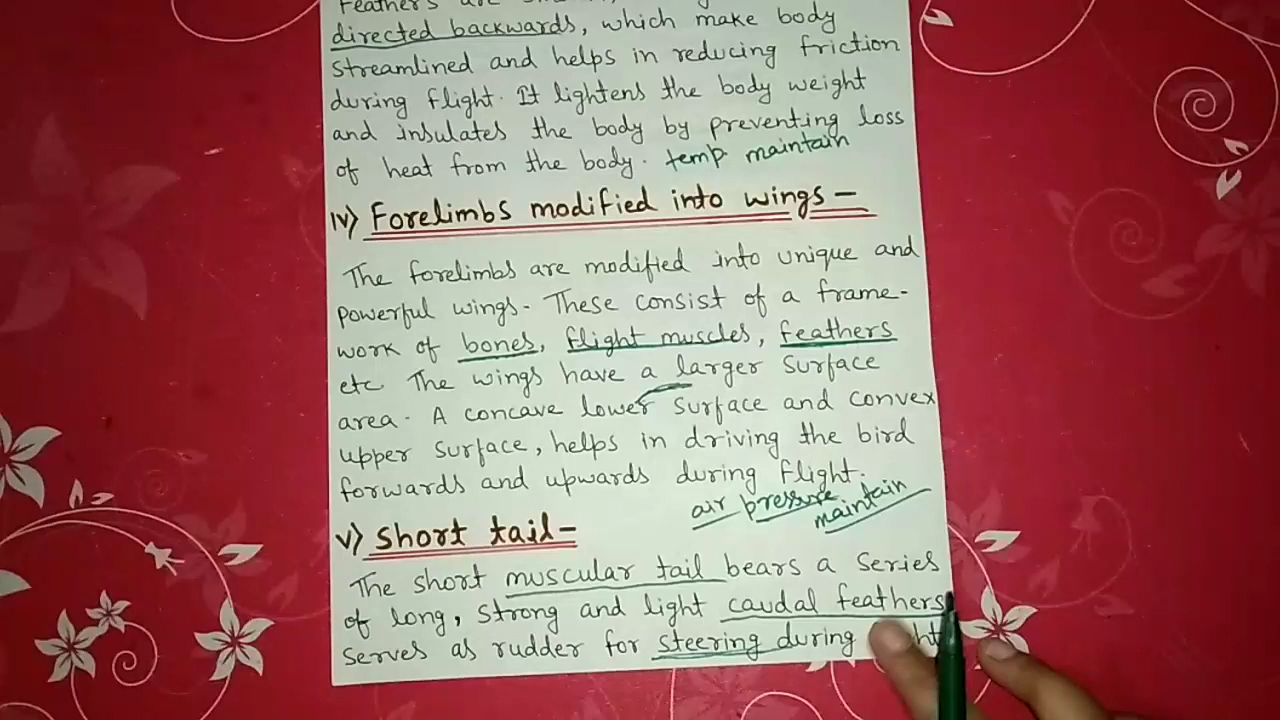 Feathers are
directed backwards, which make body
streamlined and helps in reducing friction
during flight. It lightens the body weight
and insulates the body by preventing loss
of heat from the body. temp maintain
iv) Forelimbs modified into wings-
The forelimbs are modified into unique and
powerful wings. These consist of a frame-
work of bones, flight muscles, feathers
etc The wings have a larger surface
area. A concave lower surface and convex
upper surface, helps in driving the bird
forwards and upwards during flight.
air pressure maintain
v) Short tail-
The short muscular tail bears a series
of long, strong and light caudal feathers
serves as rudder for steering during